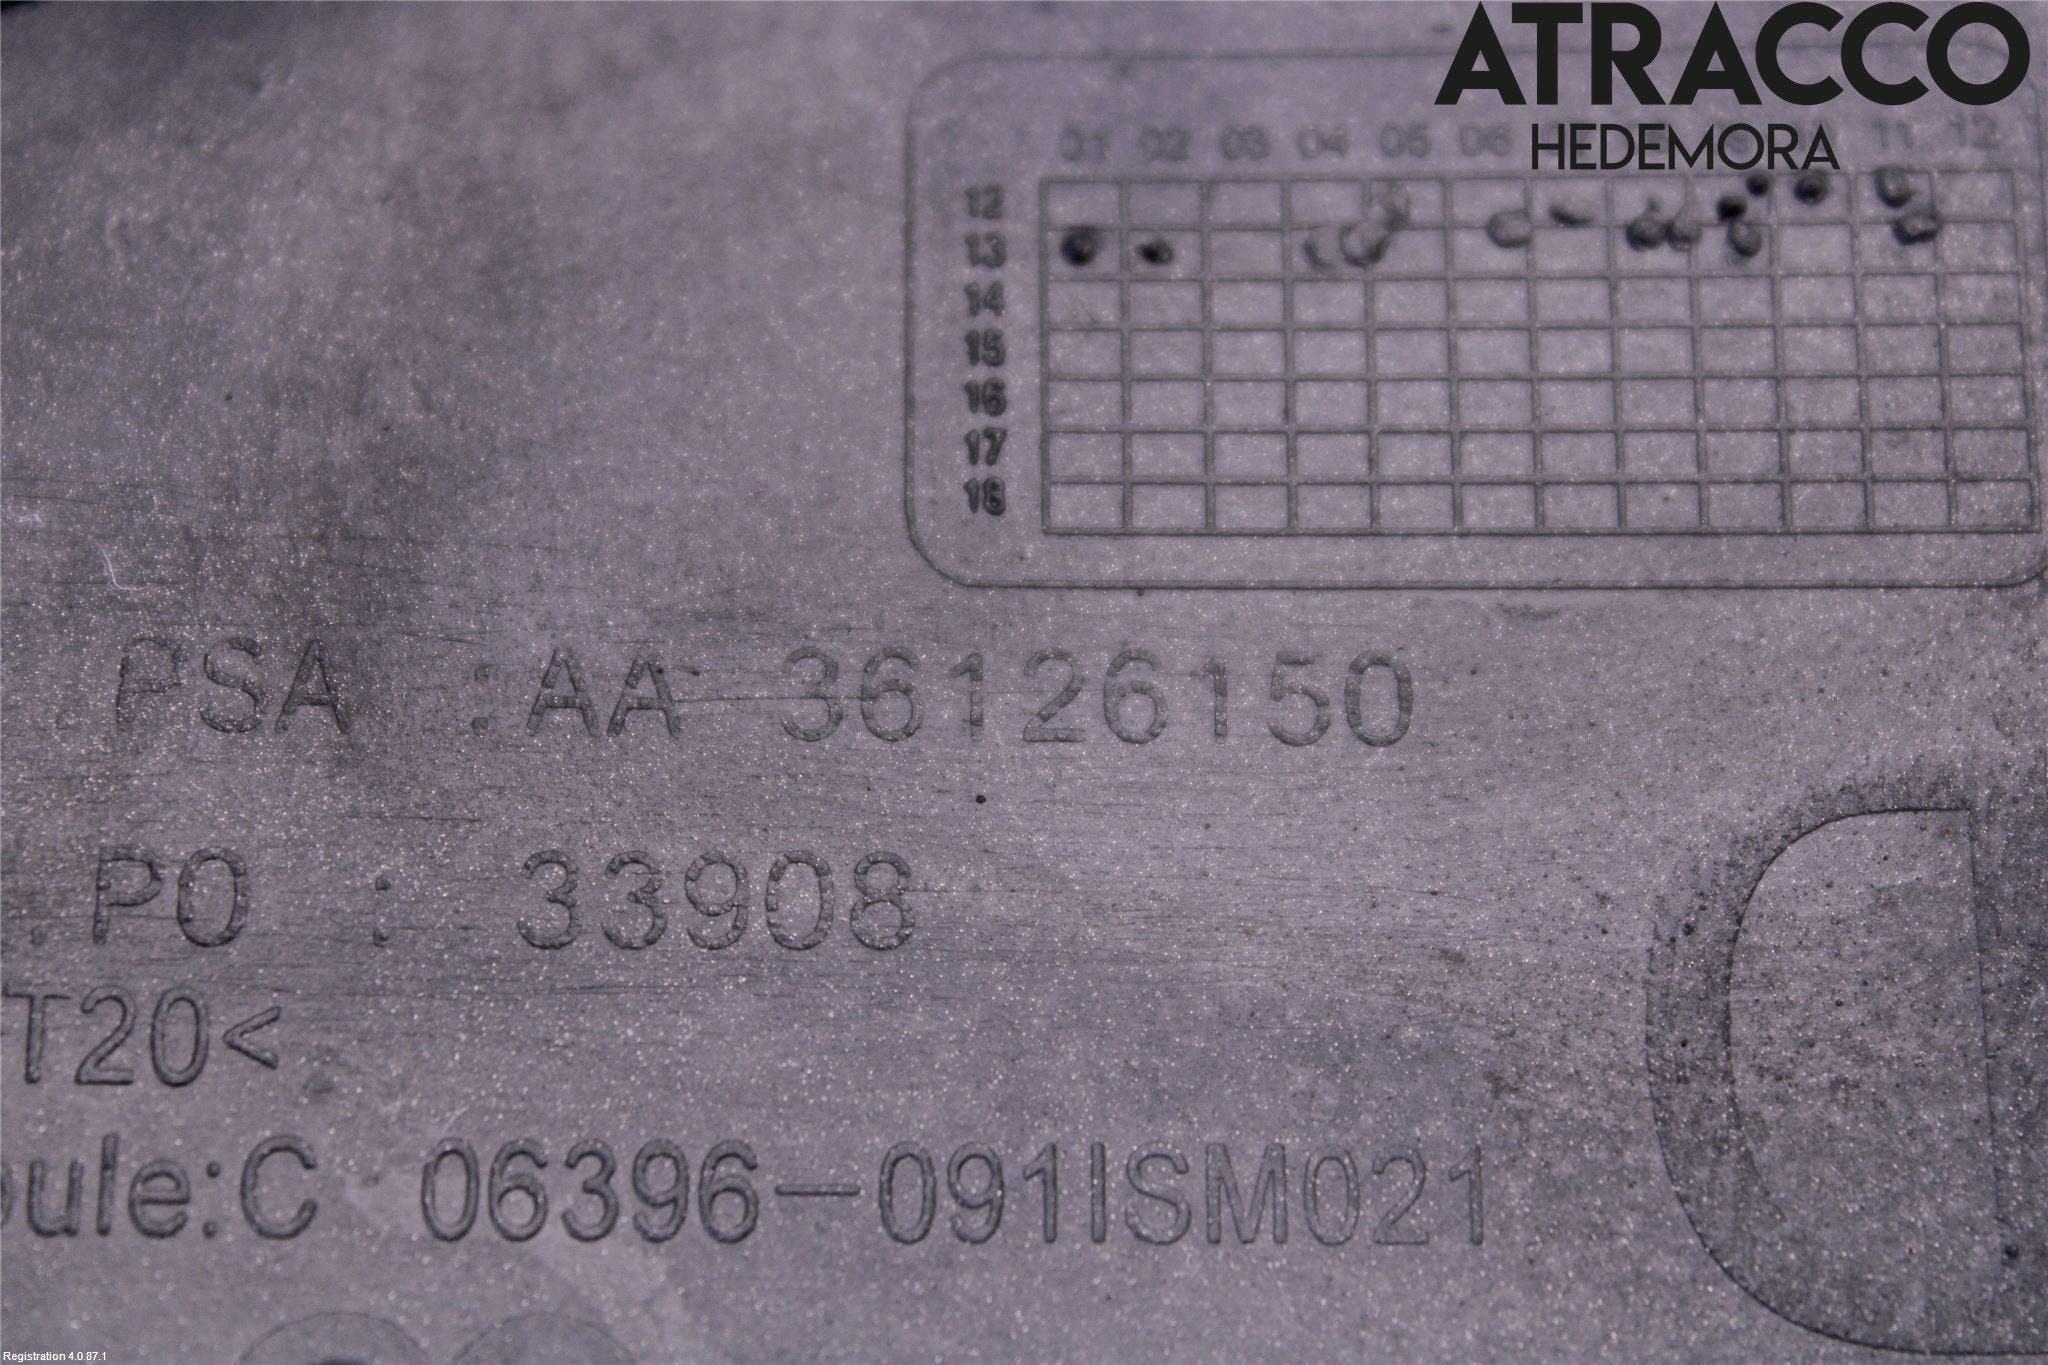 ATRACCO
HEDEMORA
01 02 03 04 05 06 11 12
12
13
14
15
16
17
18
PSA : AA 36126150
P0 : 33908
T20<
oule:C 06396-091ISM021
Registration 4.0.87.1